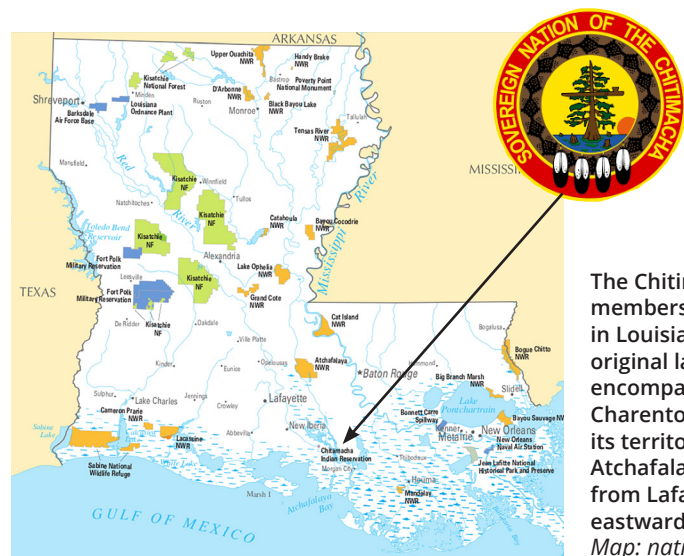 ARKANSAS
SOVEREIGN NATION OF THE CHITIMACHA
Upper Ouachita
NWR
Handy Brake
NWR
Kisatchie
National Forest
Bastrop
Poverty Point
National Monument
Minden
D'Arbonne
NWR
Shreveport
Louisiana
Ordnance Plant
Ruston
Monroe
Black Bayou Lake
NWR
Barksdale
Air Force Base
Tallulah
Tensas River
NWR
Mansfield
Red
River
MISSISSI
Kisatchie
NF
Winnfield
River
Natchitoches
Kisatchie
NF
Tullos
Toledo Bend
Reservoir
Kisatchie
NF
Catahoula
NWR
Bayou Cocodrie
NWR
Mississippi
Fort Polk
Military Reservation
Alexandria
Lake Ophelia
NWR
Leesville
Kisatchie
NF
TEXAS
Fort Polk
Military Reservation
Grand Cote
NWR
Kisatchie
NF
De Ridder
Oakdale
Cat Island
NWR
Ville Platte
Bogalusa
Bogue Chitto
NWR
Kinder
Eunice
Opelousas
Atchafalaya
NWR
Baton Rouge
Hammond
Big Branch Marsh
NWR
Slidell
Sulphur
Lake Charles
Jennings
Crowley
Lafayette
Lake
Pontchartrain
Cameron Prarie
NWR
Bonnett Carre
Spillway
Bayou Sauvage NW
Sabine
Lake
Lacassine
NWR
Abbeville
New Iberia
Kenner
Metairie
New Orleans
New Orleans
Naval Air Station
White Lake
Chitamacha
Indian Reservation
Thibodeux
Sabine National
Wildlife Refuge
Morgan City
Jean Lafitte National
Historical Park and Preserve
Houma
Marsh I
Atchafalaya
Bay
Mandalay
NWR
GULF OF MEXICO
The Chitin
members
in Louisia
original la
encompa
Charento
its territo
Atchafala
from Lafa
eastward
Map: natu